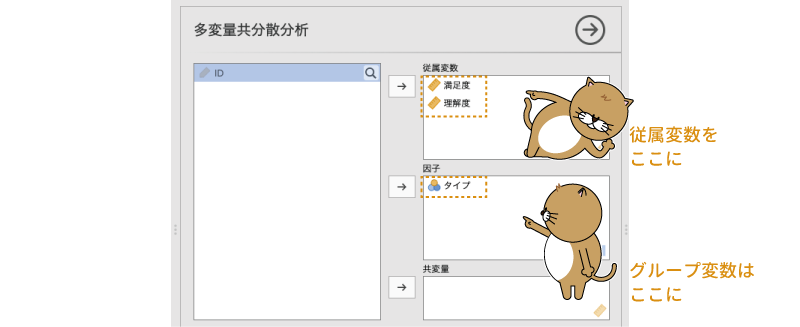 多変量共分散分析
ID
従属変数
満足度
理解度
従属変数を
ここに
因子
タイプ
グループ変数は
ここに
共変量